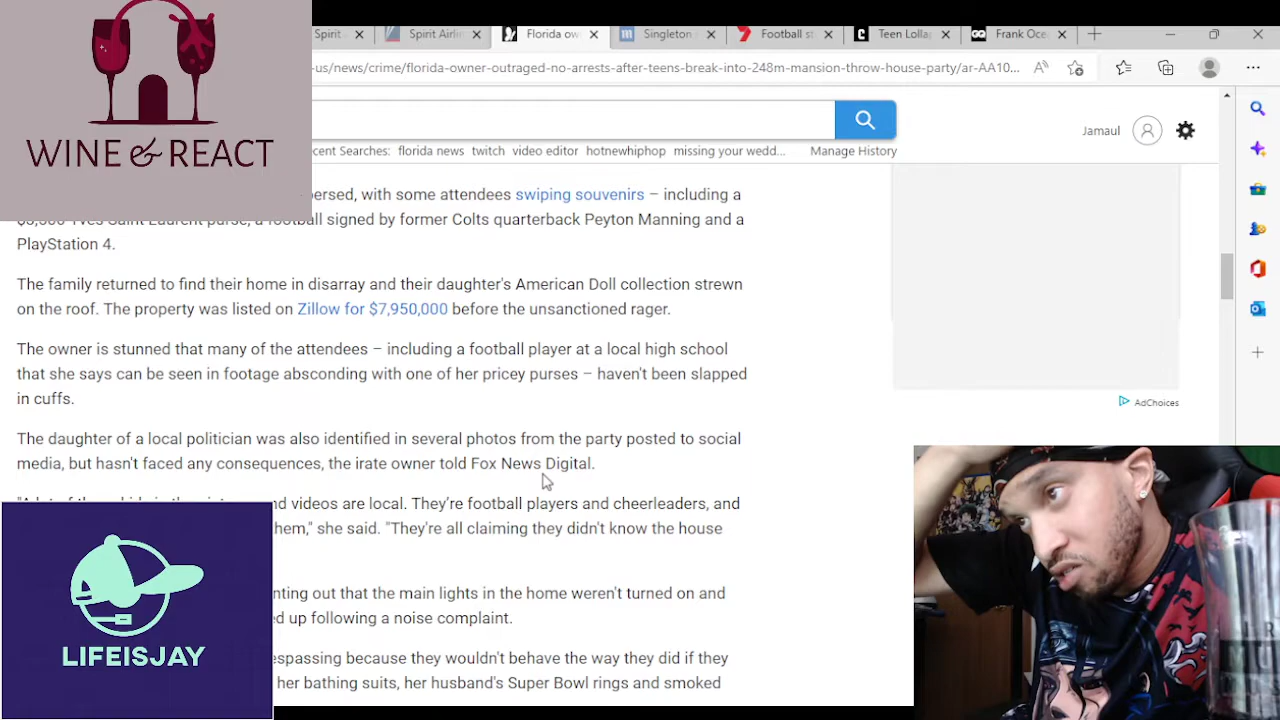 Spirit
Spirit Airlin
Florida ow
Singleton
Football st
Teen Lollap
Frank Oce
-us/news/crime/florida-owner-outraged-no-arrests-after-teens-break-into-248m-mansion-throw-house-party/ar-AA10...
WINE & REACT
Jamaul
ecent Searches: florida news twitch video editor hotnewhiphop missing your wedd... Manage History
persed, with some attendees swiping souvenirs – including a
Yves Saint Laurent purse, a football signed by former Colts quarterback Peyton Manning and a
PlayStation 4.
The family returned to find their home in disarray and their daughter's American Doll collection strewn
on the roof. The property was listed on Zillow for $7,950,000 before the unsanctioned rager.
The owner is stunned that many of the attendees – including a football player at a local high school
that she says can be seen in footage absconding with one of her pricey purses – haven't been slapped
in cuffs.
AdChoices
The daughter of a local politician was also identified in several photos from the party posted to social
media, but hasn't faced any consequences, the irate owner told Fox News Digital.
nd videos are local. They're football players and cheerleaders, and
hem," she said. "They're all claiming they didn't know the house
nting out that the main lights in the home weren't turned on and
ed up following a noise complaint.
espassing because they wouldn't behave the way they did if they
her bathing suits, her husband's Super Bowl rings and smoked
LIFEISJAY